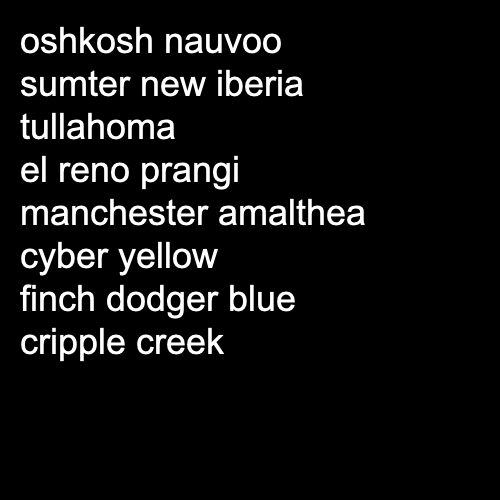 oshkosh nauvoo
sumter new iberia
tullahoma
el reno prangi
manchester amalthea
cyber yellow
finch dodger blue
cripple creek